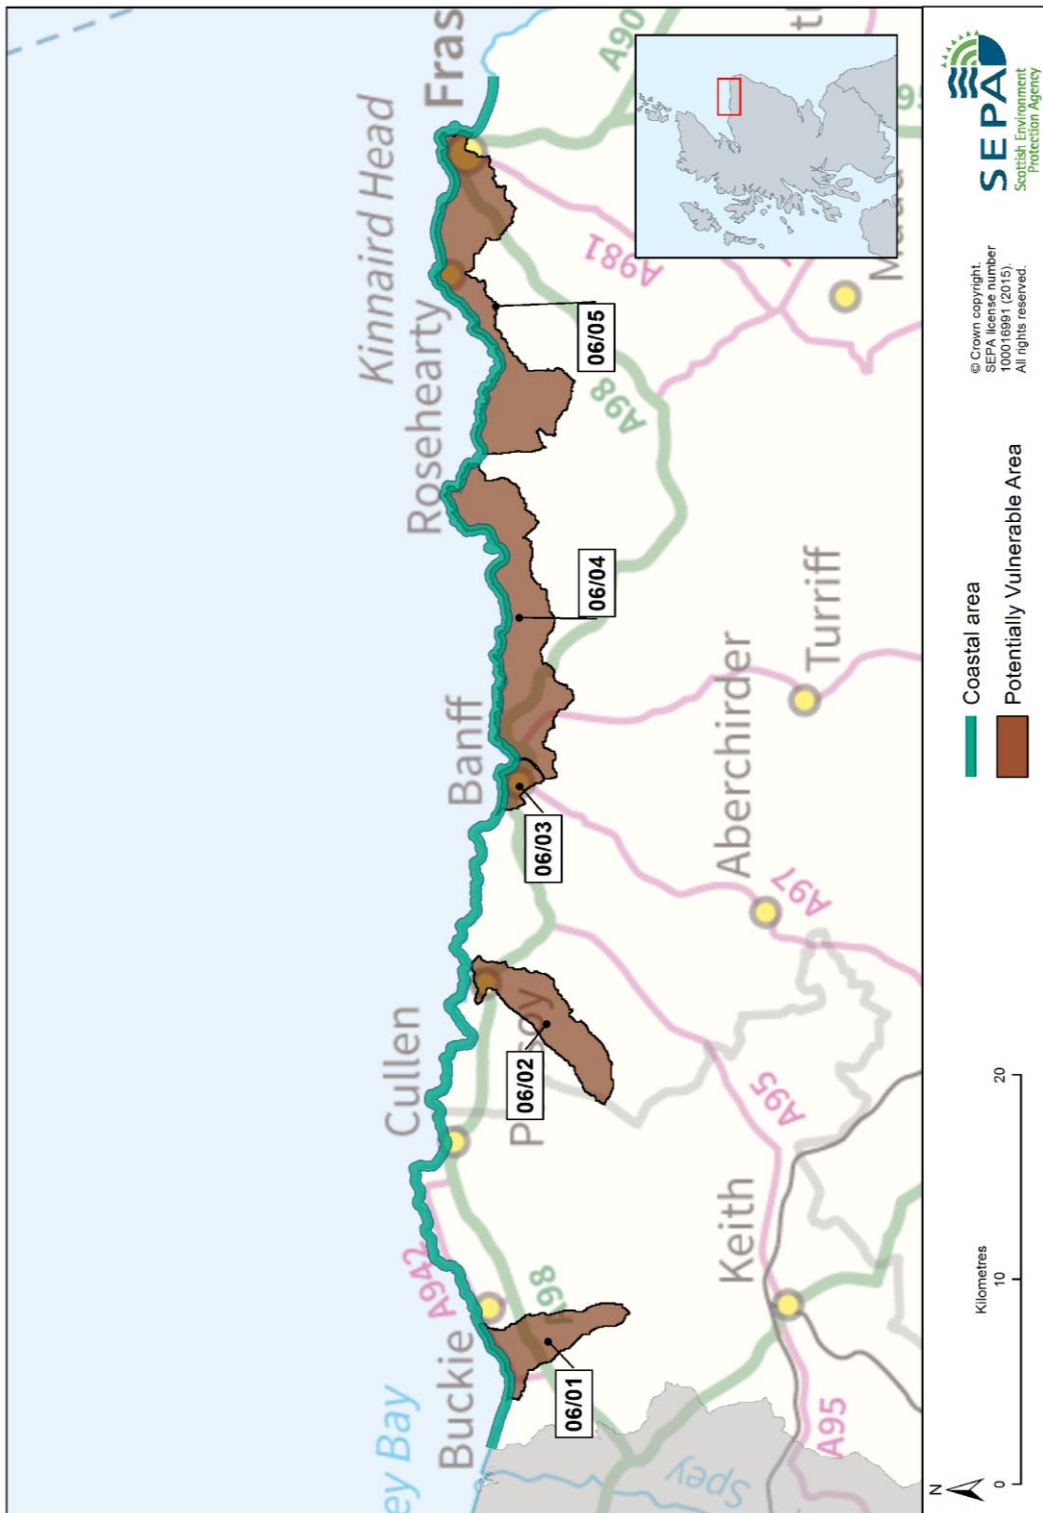 Kinnaird Head
Fras
Rosehearty
Banff
Cullen
Buckie
ey Bay
A90
A981
A98
A942
A98
06/05
06/04
06/03
06/02
06/01
P
soy
Turriff
Aberchirder
A97
A95
Keith
A95
Spey
N
0
10
20
Kilometres
Coastal area
Potentially Vulnerable Area
© Crown copyright.
SEPA license number
100016991 (2015).
All rights reserved.
SEPA
Scottish Environment
Protection Agency